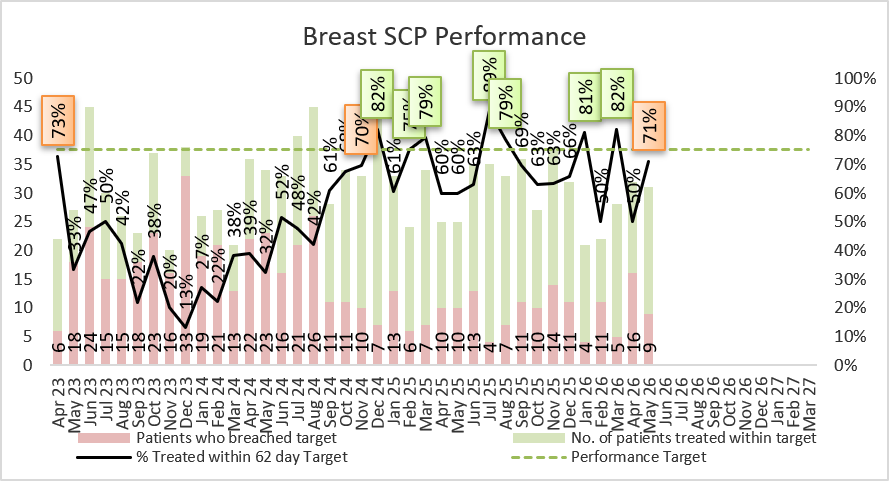 Breast SCP Performance
50
45
40
35
30
25
20
15
10
5
0
100%
90%
80%
70%
60%
50%
40%
30%
20%
10%
0%
73%
33%
47%
50%
42%
22%
38%
20%
13%
27%
22%
38%
39%
32%
52%
48%
42%
61%
70%
82%
61%
75%
79%
60%
60%
63%
89%
79%
69%
63%
63%
66%
81%
50%
82%
50%
71%
6
18
24
15
15
18
23
16
33
19
21
13
22
23
16
21
26
11
11
10
7
13
6
7
10
10
13
4
7
11
10
14
11
4
11
5
16
9
Apr 23
May 23
Jun 23
Jul 23
Aug 23
Sep 23
Oct 23
Nov 23
Dec 23
Jan 24
Feb 24
Mar 24
Apr 24
May 24
Jun 24
Jul 24
Aug 24
Sep 24
Oct 24
Nov 24
Dec 24
Jan 25
Feb 25
Mar 25
Apr 25
May 25
Jun 25
Jul 25
Aug 25
Sep 25
Oct 25
Nov 25
Dec 25
Jan 26
Feb 26
Mar 26
Apr 26
May 26
Jun 26
Jul 26
Aug 26
Sep 26
Oct 26
Nov 26
Dec 26
Jan 27
Feb 27
Mar 27
Patients who breached target
No. of patients treated within target
% Treated within 62 day Target
Performance Target